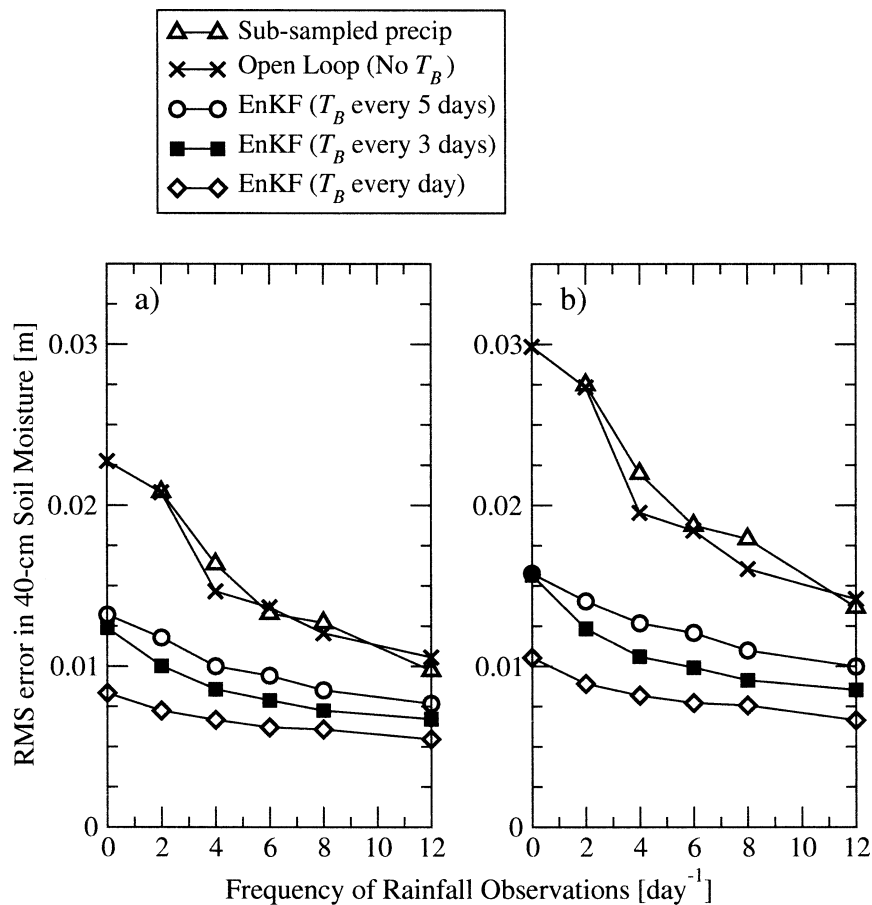 Sub-sampled precip
Open Loop (No T_B)
EnKF (T_B every 5 days)
EnKF (T_B every 3 days)
EnKF (T_B every day)
a)
b)
RMS error in 40-cm Soil Moisture [m]
0.03
0.02
0.01
0
0.03
0.02
0.01
0
0 2 4 6 8 10 12
0 2 4 6 8 10 12
Frequency of Rainfall Observations [day⁻¹]